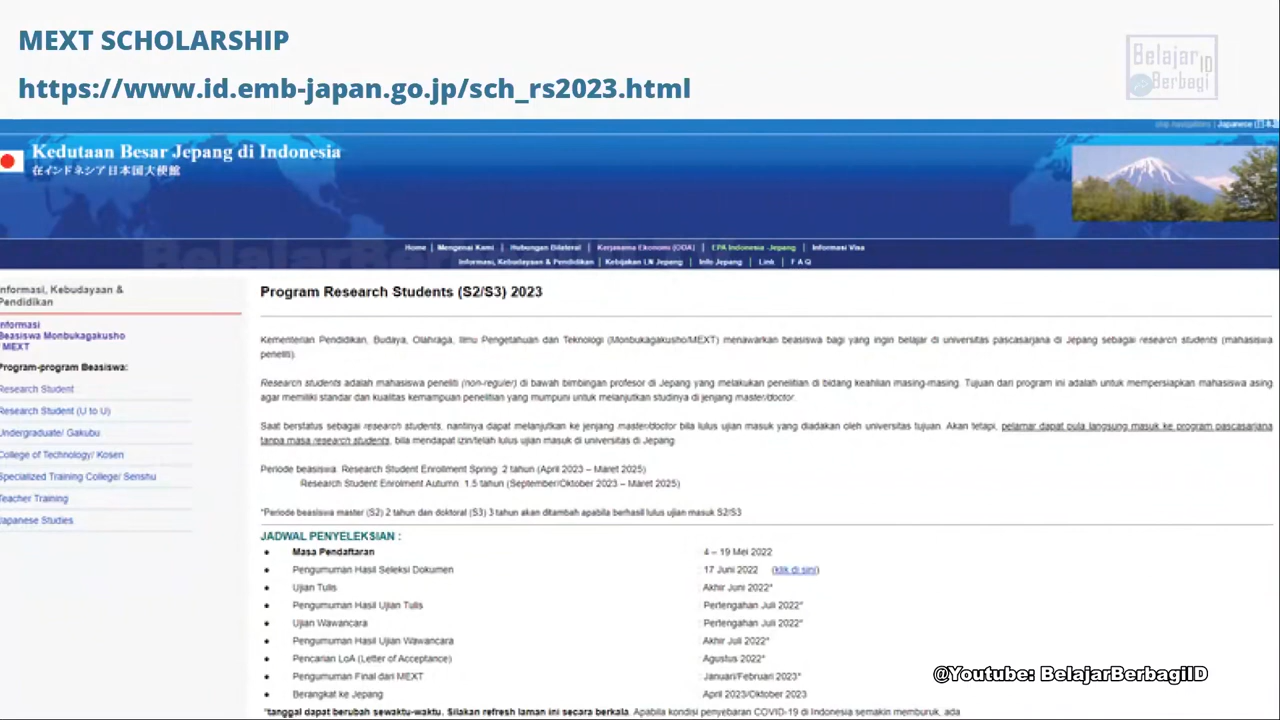 MEXT SCHOLARSHIP
https://www.id.emb-japan.go.jp/sch_rs2023.html
Belajar
ID
Berbagi
skip navigations | Japanese
Kedutaan Besar Jepang di Indonesia
在インドネシア日本国大使館
Home | Mengenai Kami | Hubungan Bilateral | Kerjasama Ekonomi (ODA) | EPA Indonesia -Jepang | Informasi Visa
Informasi, Kebudayaan & Pendidikan | Kebijakan LN Jepang | Info Jepang | Link | F A Q
nformasi, Kebudayaan &
Pendidikan
nformasi
Beasiswa Monbukagakusho
MEXT
Program-program Beasiswa:
Research Student
Research Student (U to U)
Undergraduate/ Gakubu
College of Technology/ Kosen
Specialized Training College/ Senshu
Teacher Training
Japanese Studies
Program Research Students (S2/S3) 2023
Kementerian Pendidikan, Budaya, Olahraga, Ilmu Pengetahuan dan Teknologi (Monbukagakusho/MEXT) menawarkan beasiswa bagi yang ingin belajar di universitas pascasarjana di Jepang sebagai research students (mahasiswa
peneliti).
Research students adalah mahasiswa peneliti (non-reguler) di bawah bimbingan profesor di Jepang yang melakukan penelitian di bidang keahlian masing-masing. Tujuan dari program ini adalah untuk mempersiapkan mahasiswa asing
agar memiliki standar dan kualitas kemampuan penelitian yang mumpuni untuk melanjutkan studinya di jenjang master/doctor.
Saat berstatus sebagai research students, nantinya dapat melanjutkan ke jenjang master/doctor bila lulus ujian masuk yang diadakan oleh universitas tujuan. Akan tetapi, pelamar dapat pula langsung masuk ke program pascasarjana
tanpa masa research students, bila mendapat izin/telah lulus ujian masuk di universitas di Jepang.
Periode beasiswa: Research Student Enrollment Spring: 2 tahun (April 2023 – Maret 2025)
Research Student Enrolment Autumn: 1.5 tahun (September/Oktober 2023 – Maret 2025)
*Periode beasiswa master (S2) 2 tahun dan doktoral (S3) 3 tahun akan ditambah apabila berhasil lulus ujian masuk S2/S3
JADWAL PENYELEKSIAN :
• Masa Pendaftaran : 4 – 19 Mei 2022
• Pengumuman Hasil Seleksi Dokumen : 17 Juni 2022 (klik di sini)
• Ujian Tulis : Akhir Juni 2022*
• Pengumuman Hasil Ujian Tulis : Pertengahan Juli 2022*
• Ujian Wawancara : Pertengahan Juli 2022*
• Pengumuman Hasil Ujian Wawancara : Akhir Juli 2022*
• Pencarian LoA (Letter of Acceptance) : Agustus 2022*
• Pengumuman Final dari MEXT : Januari/Februari 2023*
• Berangkat ke Jepang : April 2023/Oktober 2023
*tanggal dapat berubah sewaktu-waktu. Silakan refresh laman ini secara berkala. Apabila kondisi penyebaran COVID-19 di Indonesia semakin memburuk, ada
@Youtube: BelajarBerbagiID